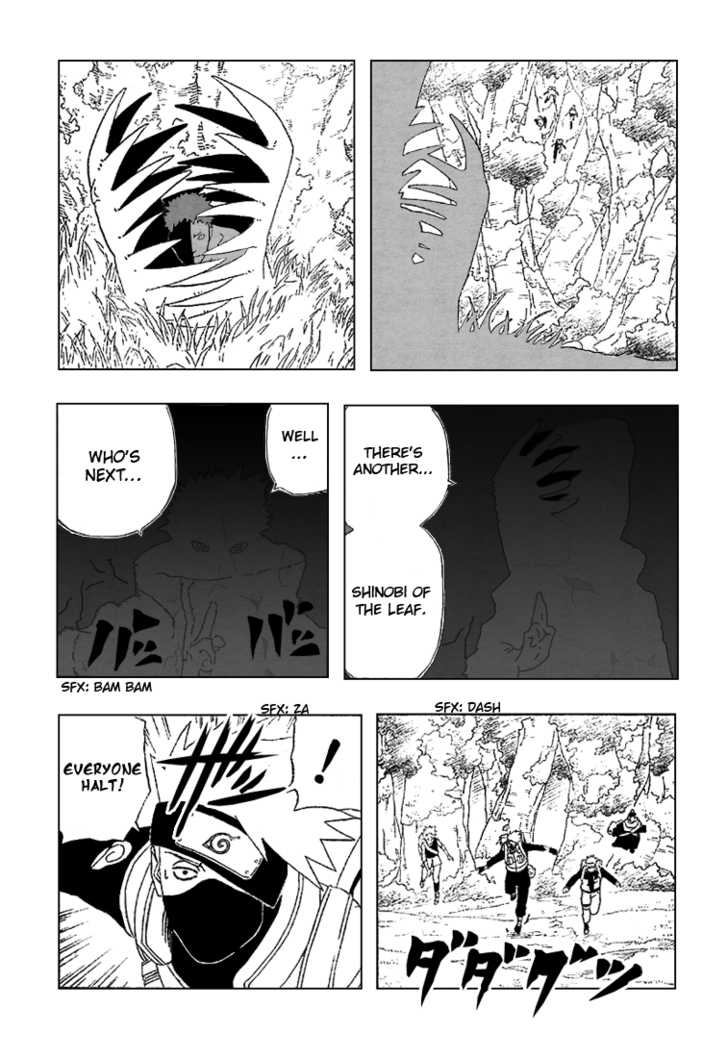 THERE'S
ANOTHER...
SHINOBI OF
THE LEAF.
WELL
...
WHO'S
NEXT...
SFX: BAM BAM
SFX: DASH
ダダダッ
SFX: ZA
!
EVERYONE
HALT!